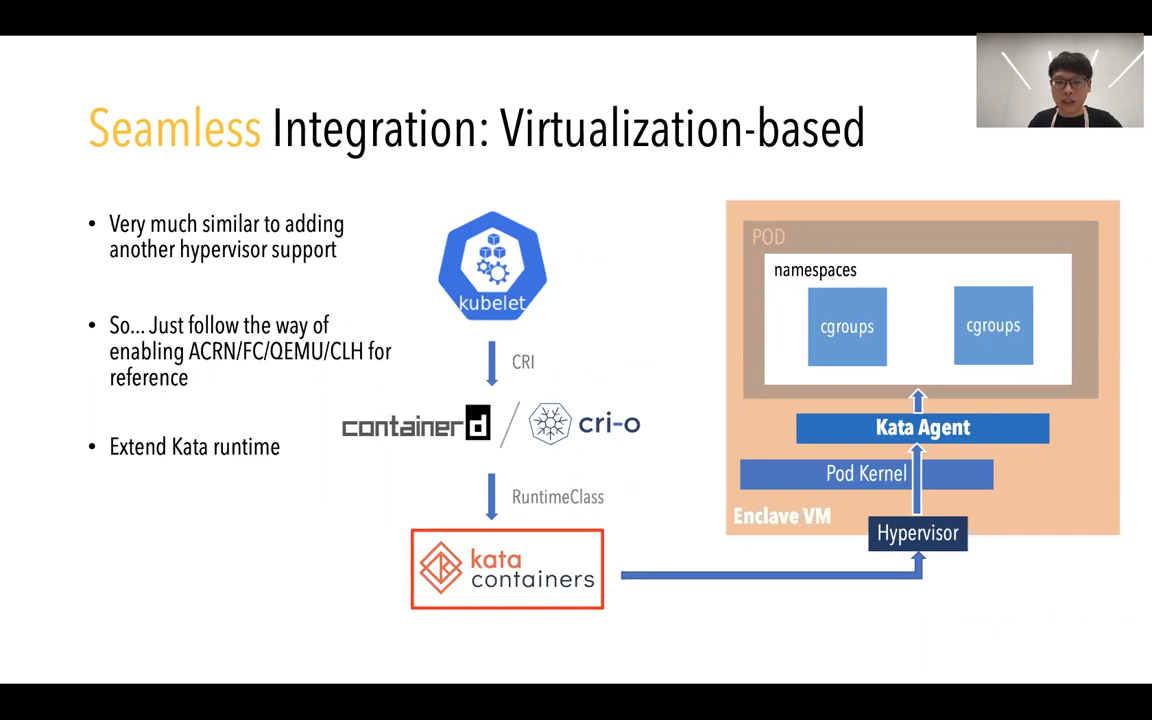 Seamless Integration: Virtualization-based
• Very much similar to adding
another hypervisor support
• So... Just follow the way of
enabling ACRN/FC/QEMU/CLH for
reference
• Extend Kata runtime
kubelet
CRI
containerd / cri-o
RuntimeClass
kata
containers
POD
namespaces
cgroups
cgroups
Kata Agent
Pod Kernel
Enclave VM
Hypervisor